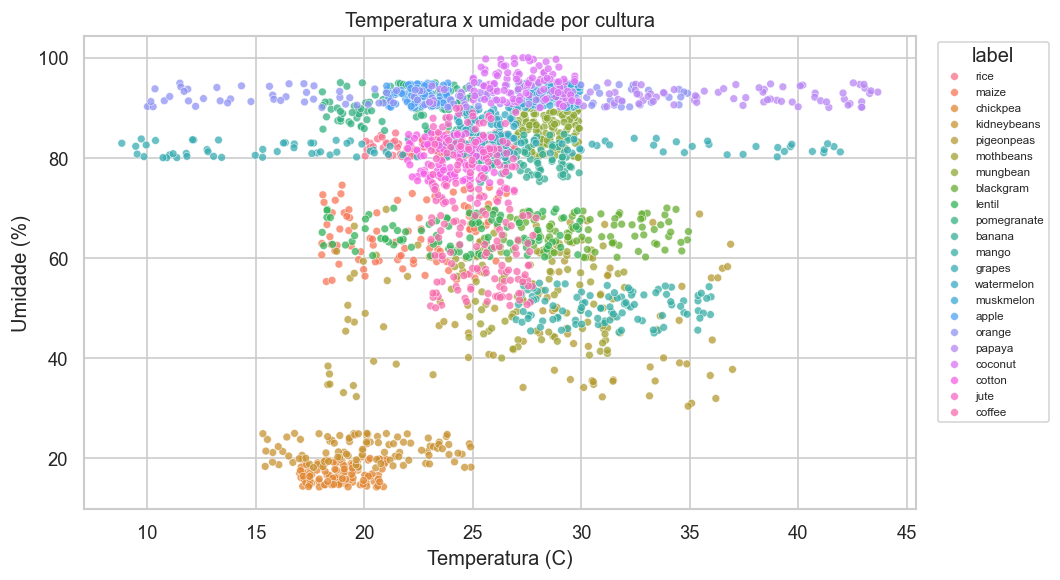 Temperatura x umidade por cultura
Umidade (%)
100
80
60
40
20
10
15
20
25
30
35
40
45
Temperatura (C)
label
rice
maize
chickpea
kidneybeans
pigeonpeas
mothbeans
mungbean
blackgram
lentil
pomegranate
banana
mango
grapes
watermelon
muskmelon
apple
orange
papaya
coconut
cotton
jute
coffee